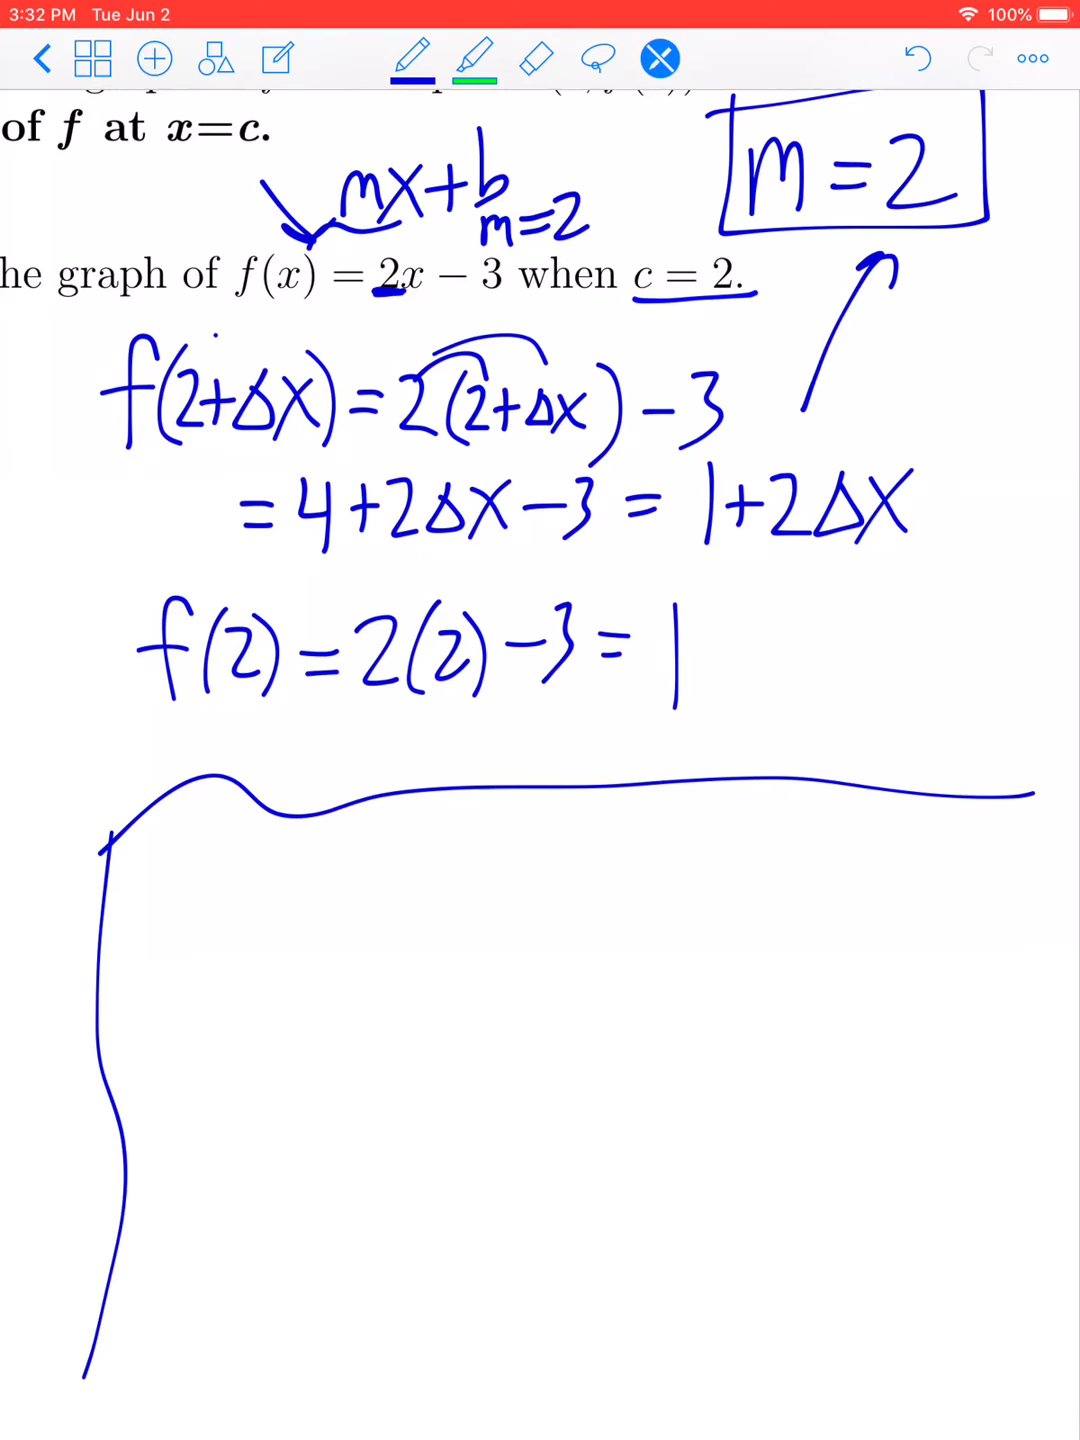 3:32 PM Tue Jun 2 100%
of f at x=c.
m = 2
mx+b
m=2
he graph of f(x) = 2x − 3 when c = 2.
f(2+Δx) = 2(2+Δx) − 3
= 4+2Δx−3 = 1+2Δx
f(2) = 2(2) −3 = 1